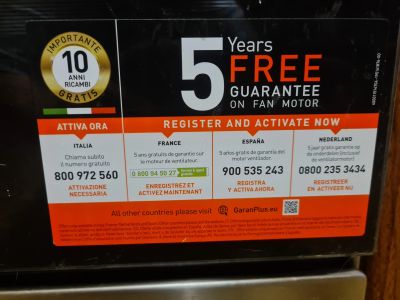 IMPORTANTE
10
ANNI
RICAMBI
GRATIS
5 Years
FREE
GUARANTEE
ON FAN MOTOR
ATTIVA ORA
REGISTER AND ACTIVATE NOW
ITALIA
Chiama subito
il numero gratuito
800 972 560
ATTIVAZIONE
NECESSARIA
FRANCE
5 ans gratuits de garantie sur
le moteur de ventilateur.
0 800 94 50 27
ENREGISTREZ ET
ACTIVEZ MAINTENANT
ESPAÑA
5 años gratis de garantía del
motor ventilador.
900 535 243
REGISTRA
Y ACTIVA AHORA
NEDERLAND
5 jaar gratis garantie op
de onderdelen (inclusief
de ventilatormotor)
0800 235 3434
REGISTREER
EN ACTIVEER NU
All other countries please visit GaranPlus.eu